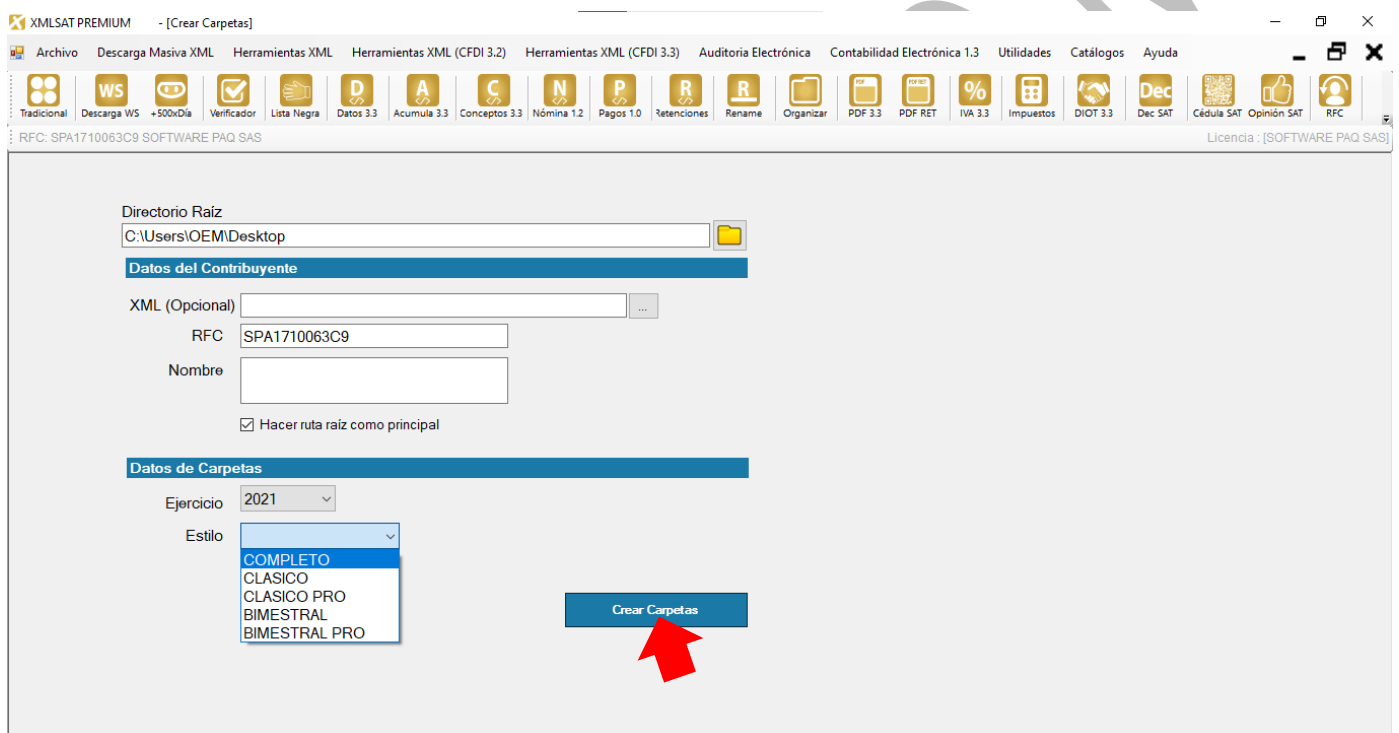 XMLSAT PREMIUM - [Crear Carpetas]
Archivo Descarga Masiva XML Herramientas XML Herramientas XML (CFDI 3.2) Herramientas XML (CFDI 3.3) Auditoria Electrónica Contabilidad Electrónica 1.3 Utilidades Catálogos Ayuda
WS D A C N P R R PDF PDF RET % Dec
Tradicional Descarga WS +500xDía Verificador Lista Negra Datos 3.3 Acumula 3.3 Conceptos 3.3 Nómina 1.2 Pagos 1.0 Retenciones Rename Organizar PDF 3.3 PDF RET IVA 3.3 Impuestos DIOT 3.3 Dec SAT Cédula SAT Opinión SAT RFC
RFC: SPA1710063C9 SOFTWARE PAQ SAS Licencia : [SOFTWARE PAQ SAS]
Directorio Raíz
C:\Users\OEM\Desktop
Datos del Contribuyente
XML (Opcional) ...
RFC SPA1710063C9
Nombre
Hacer ruta raíz como principal
Datos de Carpetas
Ejercicio 2021
Estilo
COMPLETO
CLASICO
CLASICO PRO
BIMESTRAL
BIMESTRAL PRO
Crear Carpetas